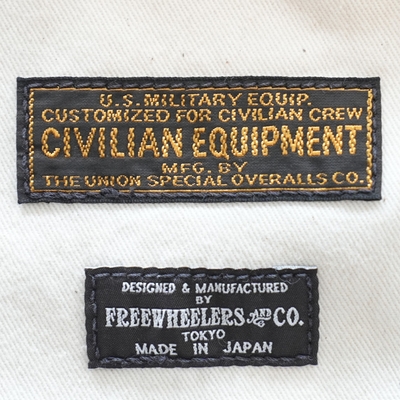 U.S. MILITARY EQUIP.
CUSTOMIZED FOR CIVILIAN CREW
CIVILIAN EQUIPMENT
MFG. BY
THE UNION SPECIAL OVERALLS CO.
DESIGNED & MANUFACTURED
BY
FREEWHEELERS AND CO.
TOKYO
MADE IN JAPAN